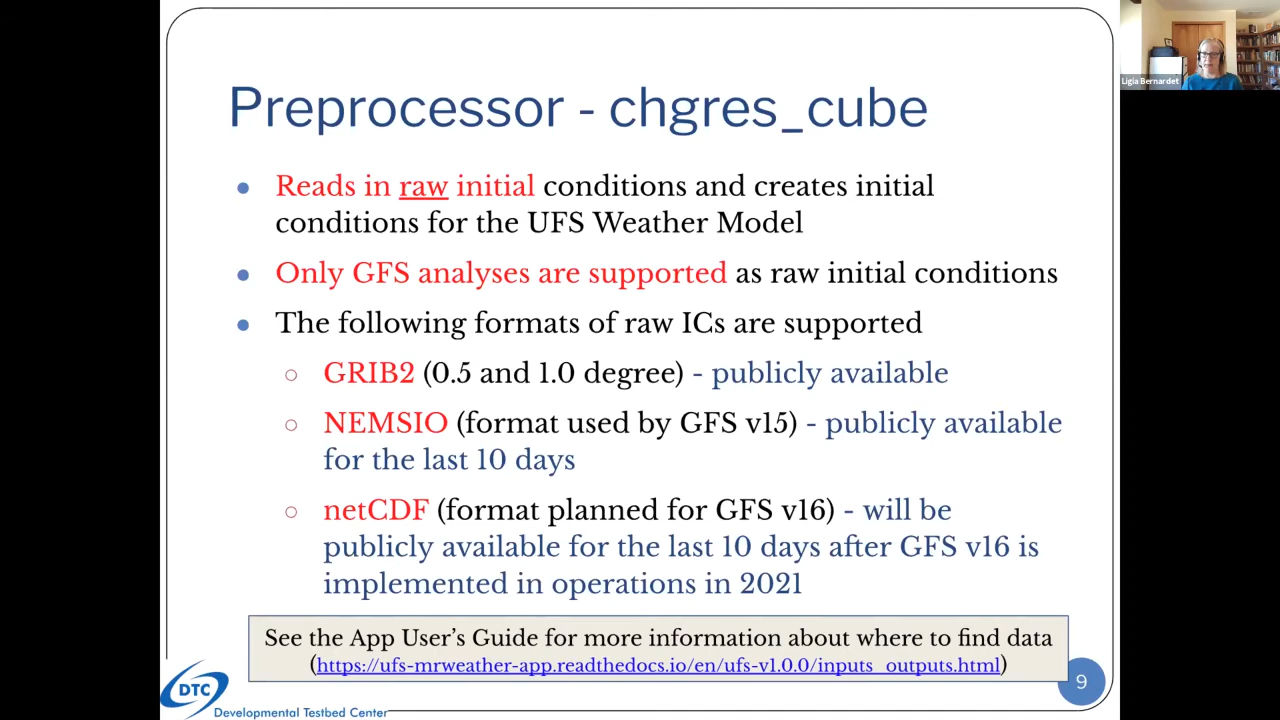 Preprocessor - chgres_cube
Ligia Bernardet
● Reads in raw initial conditions and creates initial
conditions for the UFS Weather Model
● Only GFS analyses are supported as raw initial conditions
● The following formats of raw ICs are supported
○ GRIB2 (0.5 and 1.0 degree) - publicly available
○ NEMSIO (format used by GFS v15) - publicly available
for the last 10 days
○ netCDF (format planned for GFS v16) - will be
publicly available for the last 10 days after GFS v16 is
implemented in operations in 2021
See the App User’s Guide for more information about where to find data
(https://ufs-mrweather-app.readthedocs.io/en/ufs-v1.0.0/inputs_outputs.html)
9
DTC
Developmental Testbed Center